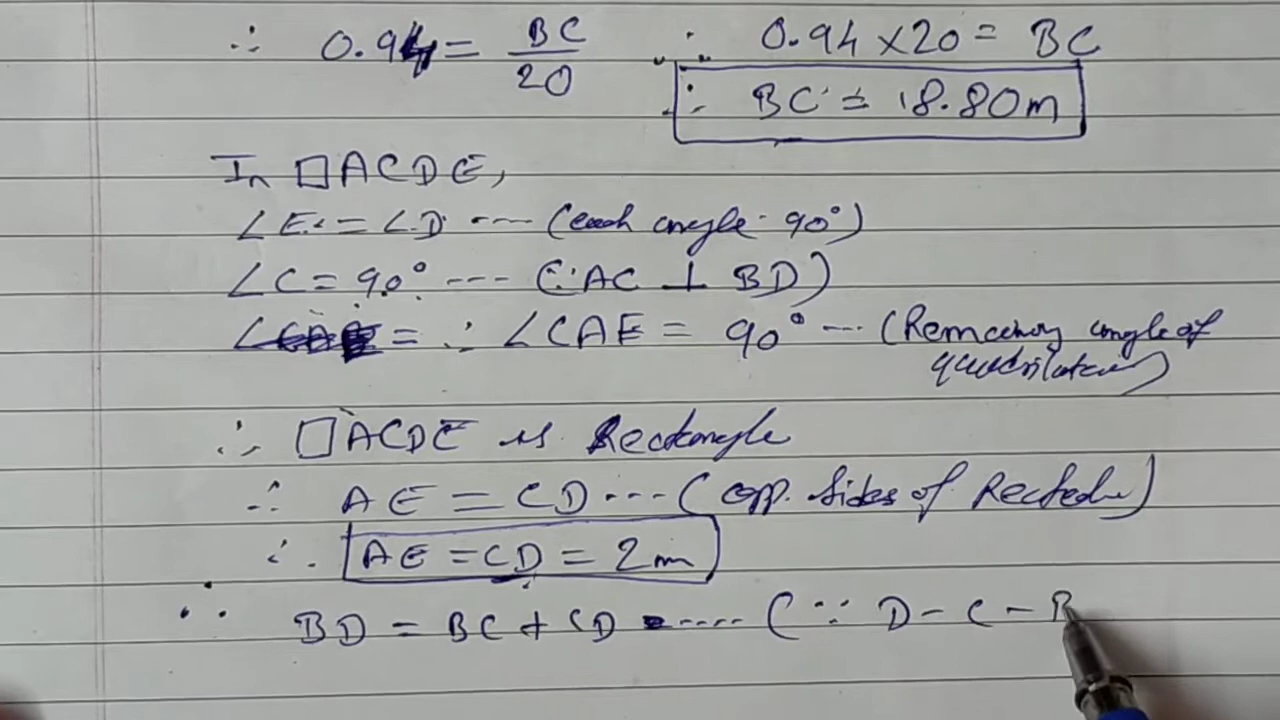 ∴ 0.94 = BC/20 ∴ 0.94 × 20 = BC
∴ BC = 18.80m
In □ACDE,
∠E = ∠D ---- (each angle 90°)
∠C = 90° --- (∵ AC ⊥ BD)
∠ = ∴ ∠CAE = 90° --- (Remaining angle of
quadrilateral)
∴ □ACDE is Rectangle
∴ AE = CD --- (opp. sides of
∴ AE = CD = 2m
∴ BD = BC + CD ---- (∵ D - C - B